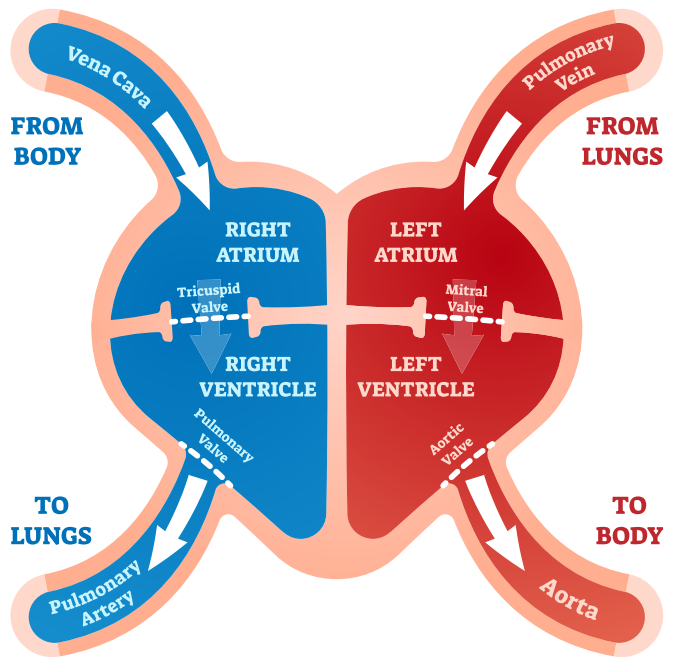 Vena Cava
Pulmonary
Vein
FROM
BODY
FROM
LUNGS
RIGHT
ATRIUM
LEFT
ATRIUM
Tricuspid
Valve
Mitral
Valve
RIGHT
VENTRICLE
LEFT
VENTRICLE
Pulmonary
Valve
Aortic
Valve
TO
LUNGS
TO
BODY
Pulmonary
Artery
Aorta